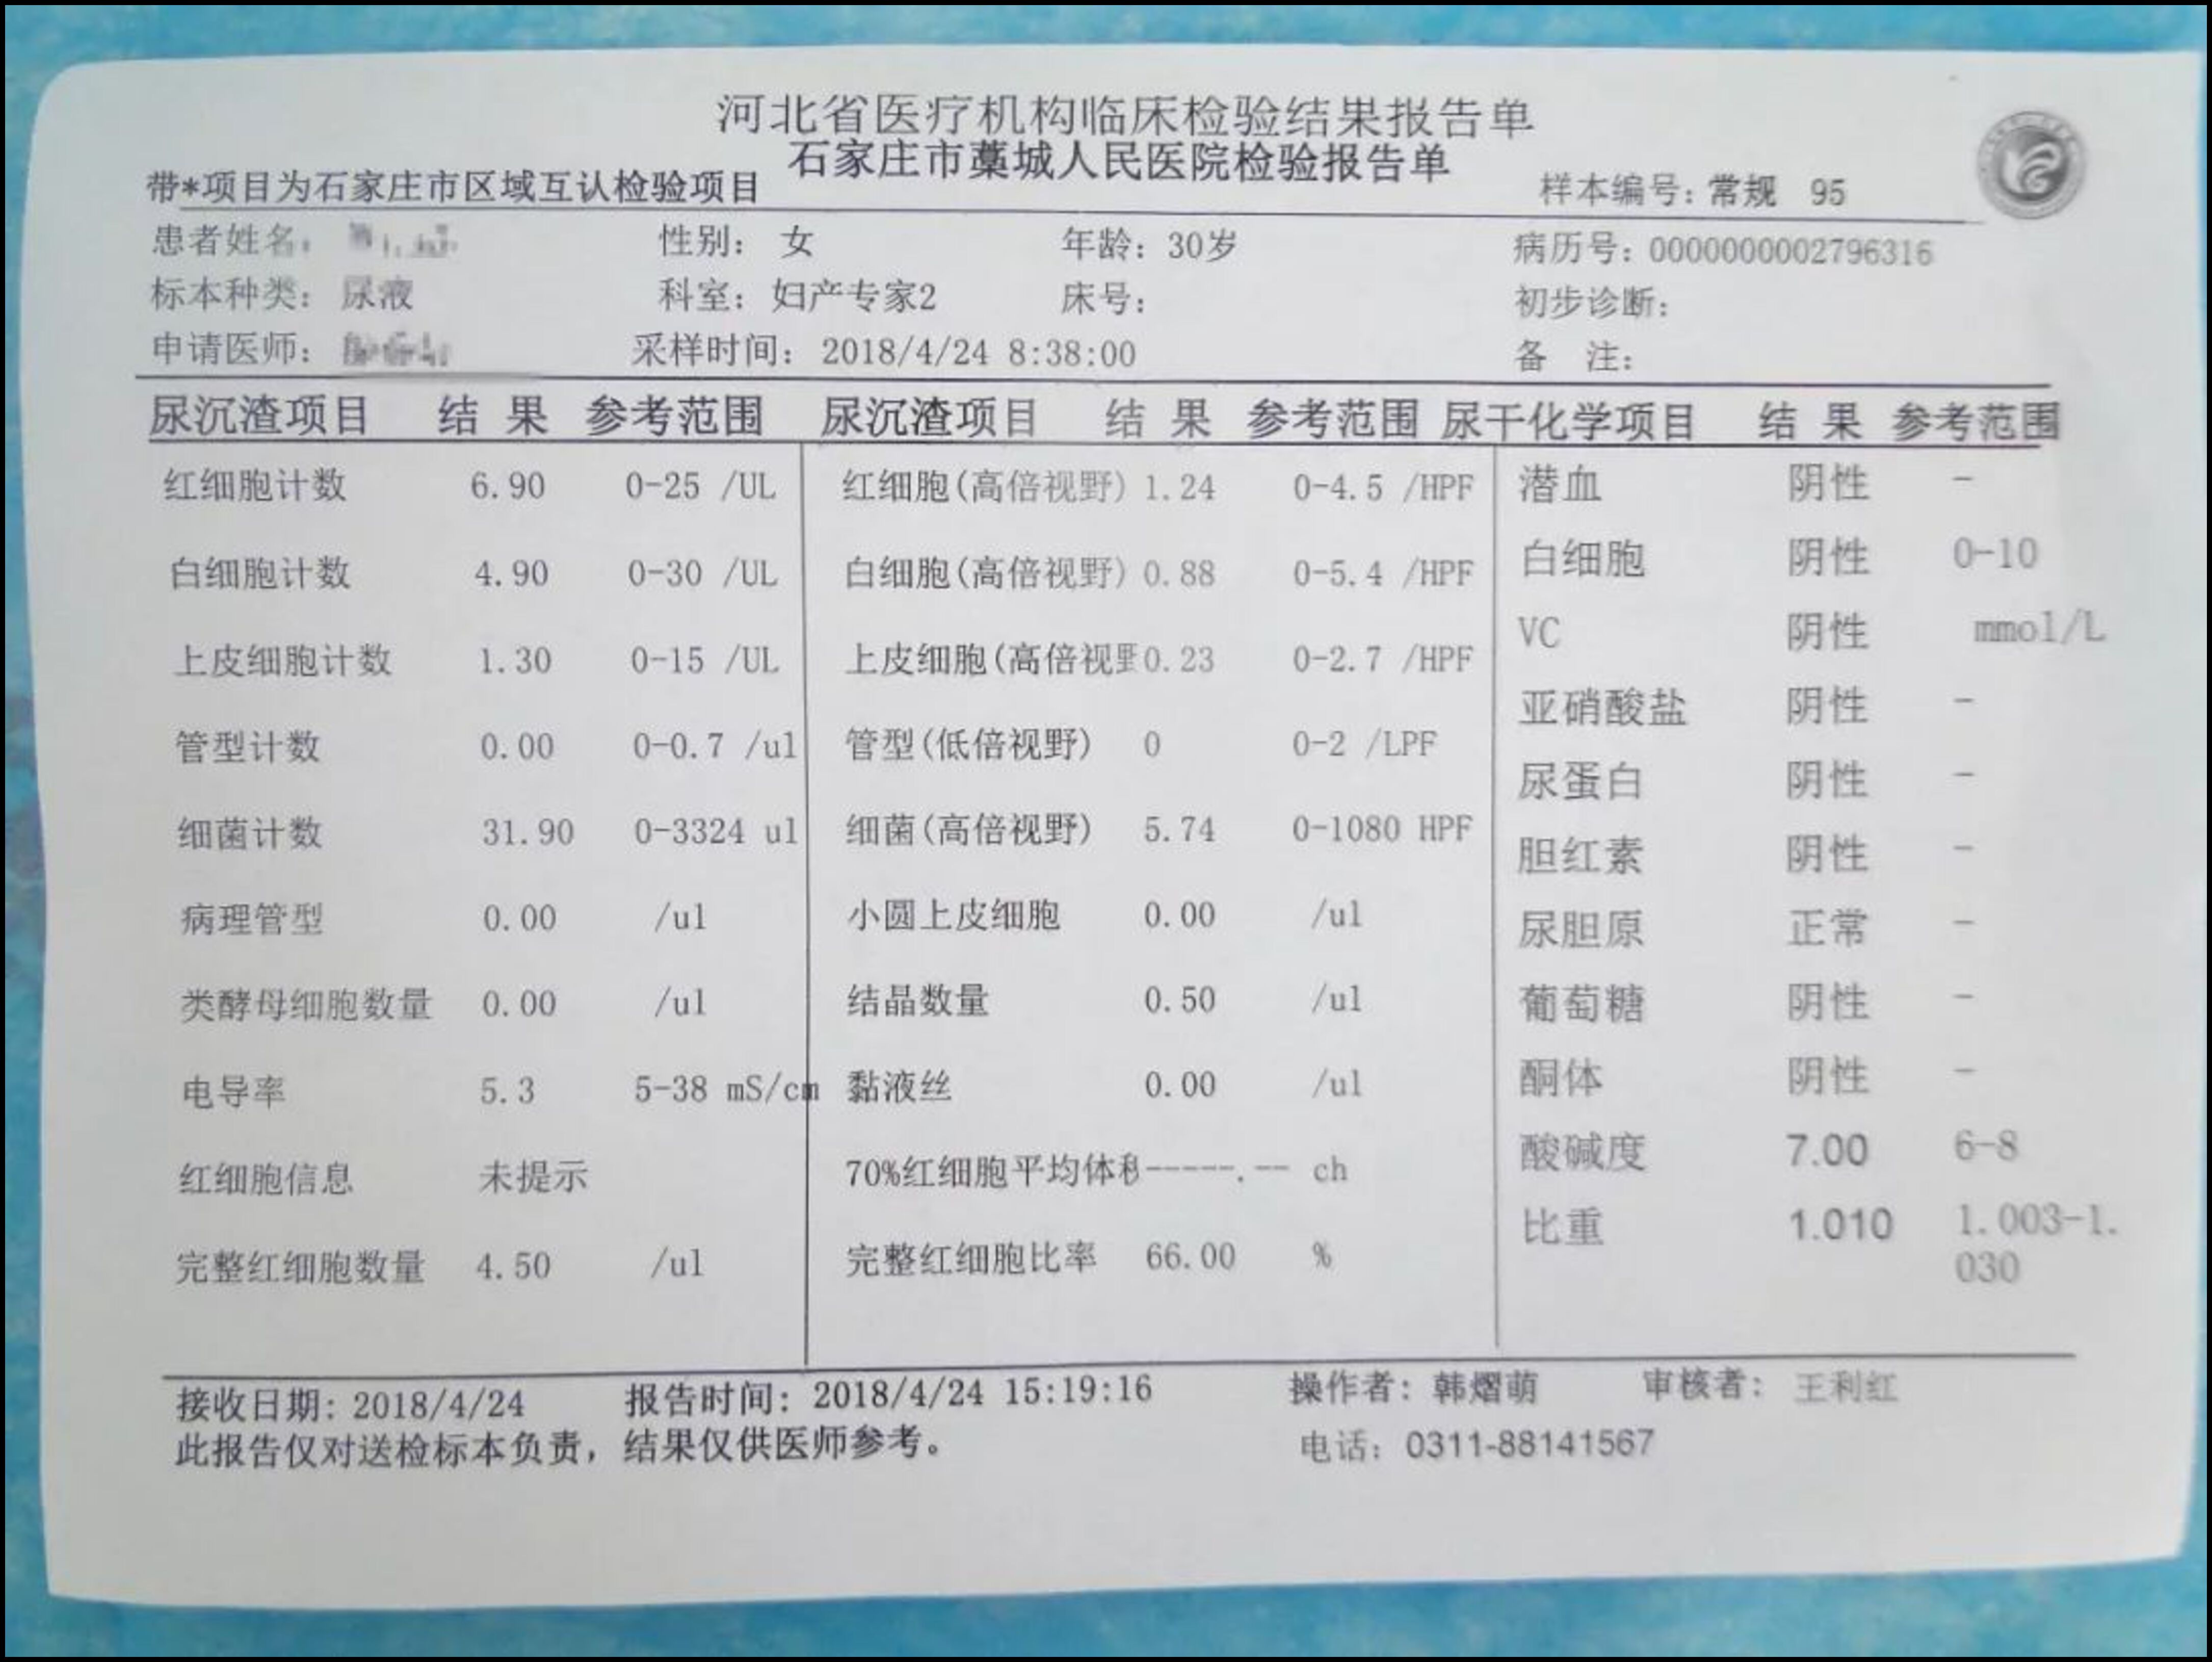 河北省医疗机构临床检验结果报告单
石家庄市藁城人民医院检验报告单
带*项目为石家庄市区域互认检验项目 样本编号: 常规 95
患者姓名: 性别: 女 年龄: 30岁 病历号: 0000000002796316
标本种类: 尿液 科室: 妇产专家2 床号: 初步诊断:
申请医师: 采样时间: 2018/4/24 8:38:00 备 注:
尿沉渣项目 结 果 参考范围 尿沉渣项目 结 果 参考范围 尿干化学项目 结 果 参考范围
红细胞计数 6.90 0-25 /UL 红细胞(高倍视野) 1.24 0-4.5 /HPF 潜血 阴性 -
白细胞计数 4.90 0-30 /UL 白细胞(高倍视野) 0.88 0-5.4 /HPF 白细胞 阴性 0-10
VC 阴性 mmol/L
上皮细胞计数 1.30 0-15 /UL 上皮细胞(高倍视野 0.23 0-2.7 /HPF
亚硝酸盐 阴性 -
管型计数 0.00 0-0.7 /ul 管型(低倍视野) 0 0-2 /LPF
尿蛋白 阴性 -
细菌计数 31.90 0-3324 ul 细菌(高倍视野) 5.74 0-1080 HPF 胆红素 阴性 -
病理管型 0.00 /ul 小圆上皮细胞 0.00 /ul 尿胆原 正常 -
类酵母细胞数量 0.00 /ul 结晶数量 0.50 /ul 葡萄糖 阴性 -
电导率 5.3 5-38 mS/cm 黏液丝 0.00 /ul 酮体 阴性 -
红细胞信息 未提示 70%红细胞平均体积 -----.-- ch 酸碱度 7.00 6-8
完整红细胞数量 4.50 /ul 完整红细胞比率 66.00 % 比重 1.010 1.003-1.
030
接收日期: 2018/4/24 报告时间: 2018/4/24 15:19:16 操作者: 韩熠萌 审核者: 王利红
此报告仅对送检标本负责，结果仅供医师参考。 电话: 0311-88141567